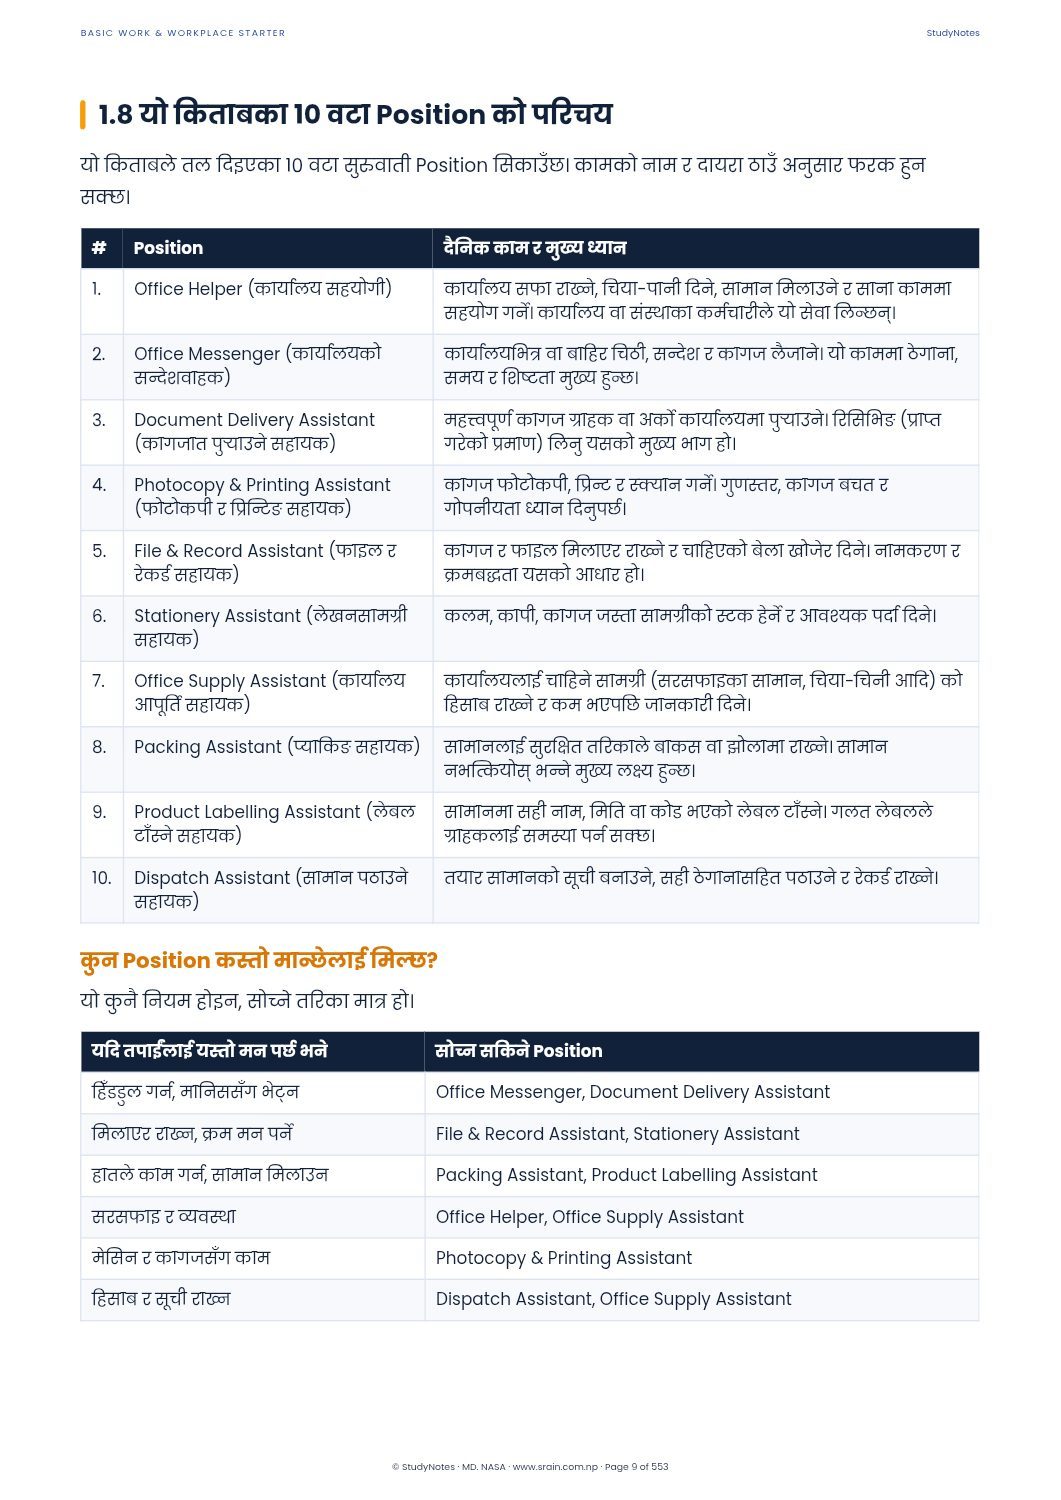 BASIC WORK & WORKPLACE STARTER
StudyNotes
1.8 यो किताबका 10 वटा Position को परिचय
यो किताबले तल दिइएका 10 वटा सुरुवाती Position सिकाउँछ। कामको नाम र दायरा ठाउँ अनुसार फरक हुन
सक्छ।
# Position दैनिक काम र मुख्य ध्यान
1. Office Helper (कार्यालय सहयोगी) कार्यालय सफा राख्ने, चिया-पानी दिने, सामान मिलाउने र साना काममा
सहयोग गर्ने। कार्यालय वा संस्थाका कर्मचारीले यो सेवा लिन्छन्।
2. Office Messenger (कार्यालयको कार्यालयभित्र वा बाहिर चिठी, सन्देश र कागज लैजाने। यो काममा ठेगाना,
सन्देशवाहक) समय र शिष्टता मुख्य हुन्छ।
3. Document Delivery Assistant महत्त्वपूर्ण कागज ग्राहक वा अर्को कार्यालयमा पुर्‍याउने। रिसिभिङ (प्राप्त
(कागजात पुर्‍याउने सहायक) गरेको प्रमाण) लिनु यसको मुख्य भाग हो।
4. Photocopy & Printing Assistant कागज फोटोकपी, प्रिन्ट र स्क्यान गर्ने। गुणस्तर, कागज बचत र
(फोटोकपी र प्रिन्टिङ सहायक) गोपनीयता ध्यान दिनुपर्छ।
5. File & Record Assistant (फाइल र कागज र फाइल मिलाएर राख्ने र चाहिएको बेला खोजेर दिने। नामकरण र
रेकर्ड सहायक) क्रमबद्धता यसको आधार हो।
6. Stationery Assistant (लेखनसामग्री कलम, कापी, कागज जस्ता सामग्रीको स्टक हेर्ने र आवश्यक पर्दा दिने।
सहायक)
7. Office Supply Assistant (कार्यालय कार्यालयलाई चाहिने सामग्री (सरसफाइका सामान, चिया-चिनी आदि) को
आपूर्ति सहायक) हिसाब राख्ने र कम भएपछि जानकारी दिने।
8. Packing Assistant (प्याकिङ सहायक) सामानलाई सुरक्षित तरिकाले बाकस वा झोलामा राख्ने। सामान
नभत्कियोस् भन्ने मुख्य लक्ष्य हुन्छ।
9. Product Labelling Assistant (लेबल सामानमा सही नाम, मिति वा कोड भएको लेबल टाँस्ने। गलत लेबलले
टाँस्ने सहायक) ग्राहकलाई समस्या पर्न सक्छ।
10. Dispatch Assistant (सामान पठाउने तयार सामानको सूची बनाउने, सही ठेगानासहित पठाउने र रेकर्ड राख्ने।
सहायक)
कुन Position कस्तो मान्छेलाई मिल्छ?
यो कुनै नियम होइन, सोच्ने तरिका मात्र हो।
यदि तपाईंलाई यस्तो मन पर्छ भने सोच्न सकिने Position
हिँडडुल गर्न, मानिससँग भेट्न Office Messenger, Document Delivery Assistant
मिलाएर राख्न, क्रम मन पर्ने File & Record Assistant, Stationery Assistant
हातले काम गर्न, सामान मिलाउन Packing Assistant, Product Labelling Assistant
सरसफाइ र व्यवस्था Office Helper, Office Supply Assistant
मेसिन र कागजसँग काम Photocopy & Printing Assistant
हिसाब र सूची राख्न Dispatch Assistant, Office Supply Assistant
© StudyNotes · MD. NASA · www.srain.com.np · Page 9 of 553